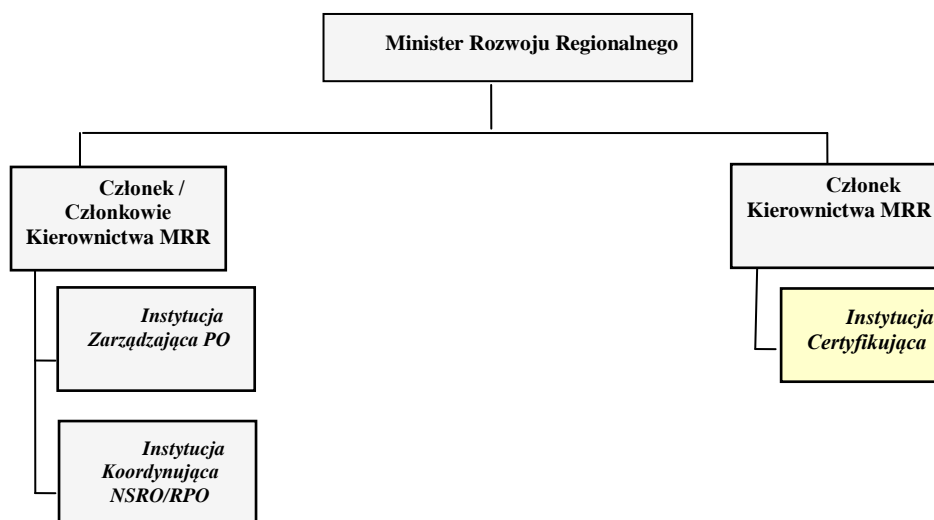 Minister Rozwoju Regionalnego
Członek /
Członkowie
Kierownictwa MRR
Instytucja
Zarządzająca PO
Instytucja
Koordynująca
NSRO/RPO
Członek
Kierownictwa MRR
Instytucja
Certyfikująca